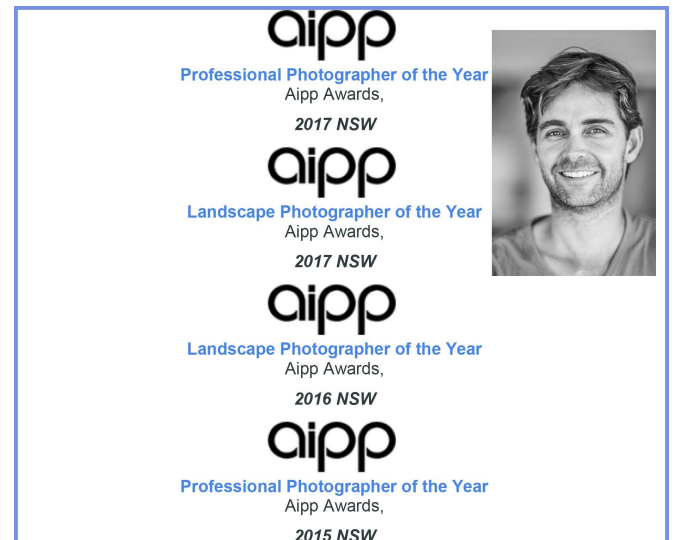 aipp
Professional Photographer of the Year
Aipp Awards,
2017 NSW
aipp
Landscape Photographer of the Year
Aipp Awards,
2017 NSW
aipp
Landscape Photographer of the Year
Aipp Awards,
2016 NSW
aipp
Professional Photographer of the Year
Aipp Awards,
2015 NSW